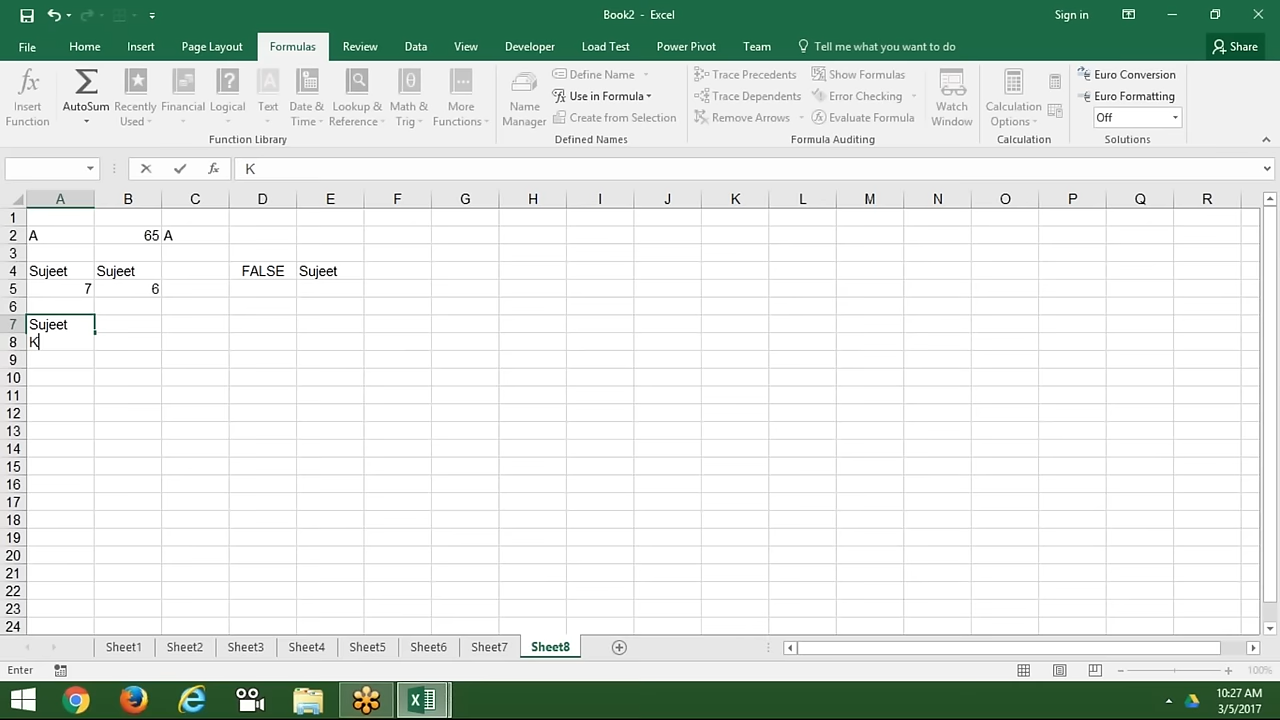 Book2 - Excel
Sign in
File Home Insert Page Layout Formulas Review Data View Developer Load Test Power Pivot Team Tell me what you want to do Share
Insert Function
AutoSum
Recently Used
Financial
Logical
Text
Date & Time
Lookup & Reference
Math & Trig
More Functions
Function Library
Name Manager
Define Name
Use in Formula
Create from Selection
Defined Names
Trace Precedents
Trace Dependents
Remove Arrows
Show Formulas
Error Checking
Evaluate Formula
Formula Auditing
Watch Window
Calculation Options
Calculation
Euro Conversion
Euro Formatting
Off
Solutions
fx K
A B C D E F G H I J K L M N O P Q R
1
2 A 65 A
3
4 Sujeet Sujeet FALSE Sujeet
5 7 6
6
7 Sujeet
8 K
9
10
11
12
13
14
15
16
17
18
19
20
21
22
23
24
Sheet1 Sheet2 Sheet3 Sheet4 Sheet5 Sheet6 Sheet7 Sheet8
Enter
100%
10:27 AM
3/5/2017